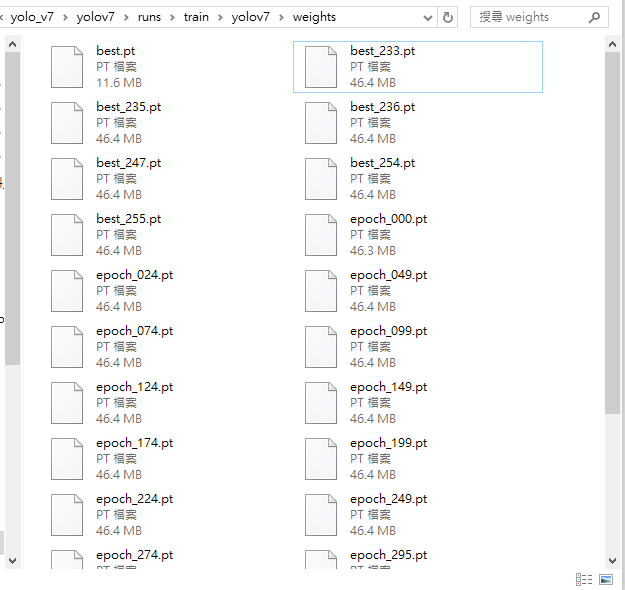 yolo_v7 › yolov7 › runs › train › yolov7 › weights
搜尋 weights
best.pt
PT 檔案
11.6 MB
best_233.pt
PT 檔案
46.4 MB
best_235.pt
PT 檔案
46.4 MB
best_236.pt
PT 檔案
46.4 MB
best_247.pt
PT 檔案
46.4 MB
best_254.pt
PT 檔案
46.4 MB
best_255.pt
PT 檔案
46.4 MB
epoch_000.pt
PT 檔案
46.3 MB
epoch_024.pt
PT 檔案
46.4 MB
epoch_049.pt
PT 檔案
46.4 MB
epoch_074.pt
PT 檔案
46.4 MB
epoch_099.pt
PT 檔案
46.4 MB
epoch_124.pt
PT 檔案
46.4 MB
epoch_149.pt
PT 檔案
46.4 MB
epoch_174.pt
PT 檔案
46.4 MB
epoch_199.pt
PT 檔案
46.4 MB
epoch_224.pt
PT 檔案
46.4 MB
epoch_249.pt
PT 檔案
46.4 MB
epoch_274.pt
PT 檔案
epoch_295.pt
PT 檔案